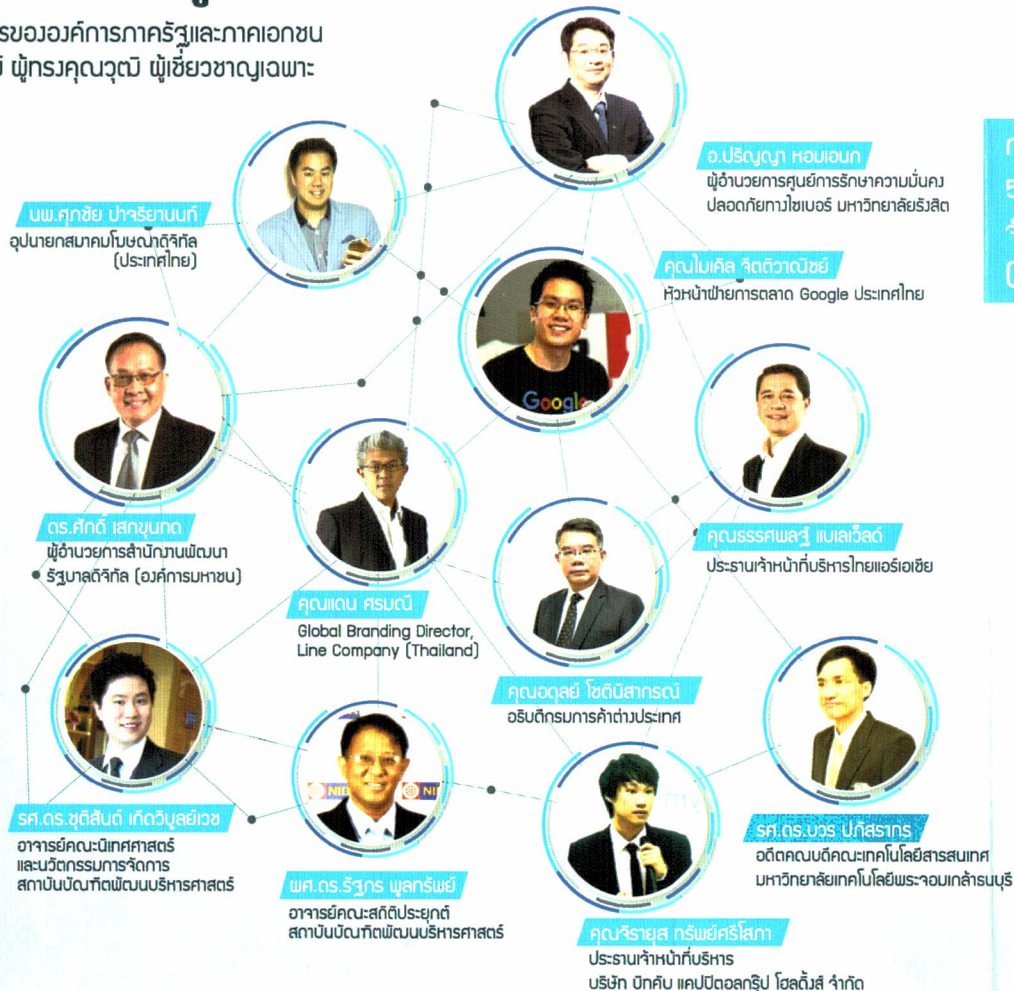 รขององค์การภาครัฐและภาคเอกชน
ผู้ทรงคุณวุฒิ ผู้เชี่ยวชาญเฉพาะ
อ.ปริญญา หอมเอนก
ผู้อำนวยการศูนย์การรักษาความมั่นคง
ปลอดภัยทางไซเบอร์ มหาวิทยาลัยรังสิต
นพ.ศุภชัย ปาจริยานนท์
อุปนายกสมาคมโฆษณาดิจิทัล
(ประเทศไทย)
คุณไมเคิล จิตติวาณิชย์
หัวหน้าฝ่ายการตลาด Google ประเทศไทย
Google
ดร.ศักดิ์ เสกขุนทด
ผู้อำนวยการสำนักงานพัฒนา
รัฐบาลดิจิทัล (องค์การมหาชน)
คุณธรรศพลฐ์ แบเลเว็ลด์
ประธานเจ้าหน้าที่บริหารไทยแอร์เอเชีย
คุณแดน ศรมณี
Global Branding Director,
Line Company (Thailand)
คุณอดุลย์ โชตินิสากรณ์
อธิบดีกรมการค้าต่างประเทศ
รศ.ดร.ชุติสันต์ เกิดวิบูลย์เวช
อาจารย์คณะนิเทศศาสตร์
และนวัตกรรมการจัดการ
สถาบันบัณฑิตพัฒนบริหารศาสตร์
NID
NI
ผศ.ดร.รัฐกร พูลทรัพย์
อาจารย์คณะสถิติประยุกต์
สถาบันบัณฑิตพัฒนบริหารศาสตร์
รศ.ดร.บวร ปภัสราทร
อดีตคณบดีคณะเทคโนโลยีสารสนเทศ
มหาวิทยาลัยเทคโนโลยีพระจอมเกล้าธนบุรี
คุณจิรายุส ทรัพย์ศรีโสภา
ประธานเจ้าหน้าที่บริหาร
บริษัท บิทคับ แคปปิตอลกรุ๊ป โฮลดิ้งส์ จำกัด